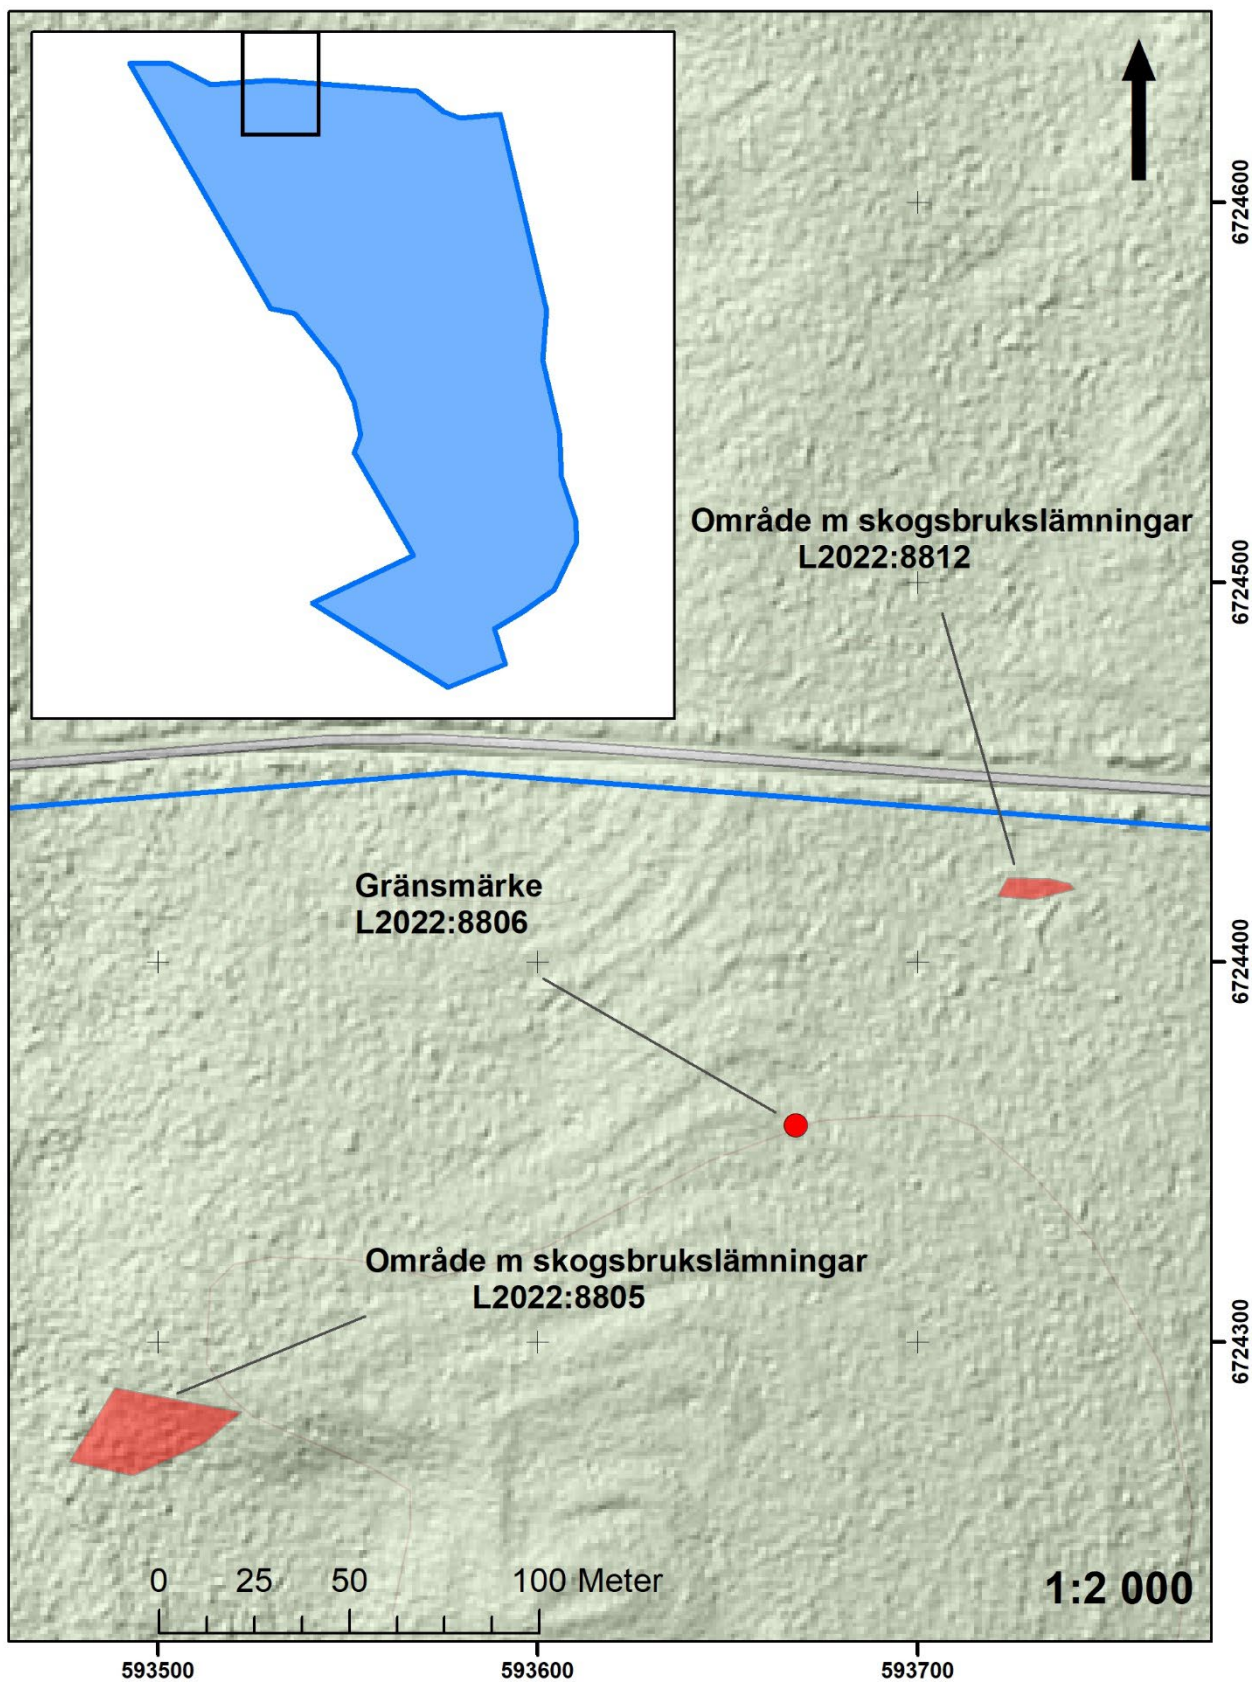 6724600
Område m skogsbrukslämningar
L2022:8812
6724500
Gränsmärke
L2022:8806
6724400
Område m skogsbrukslämningar
L2022:8805
6724300
0 25 50 100 Meter
1:2 000
593500 593600 593700